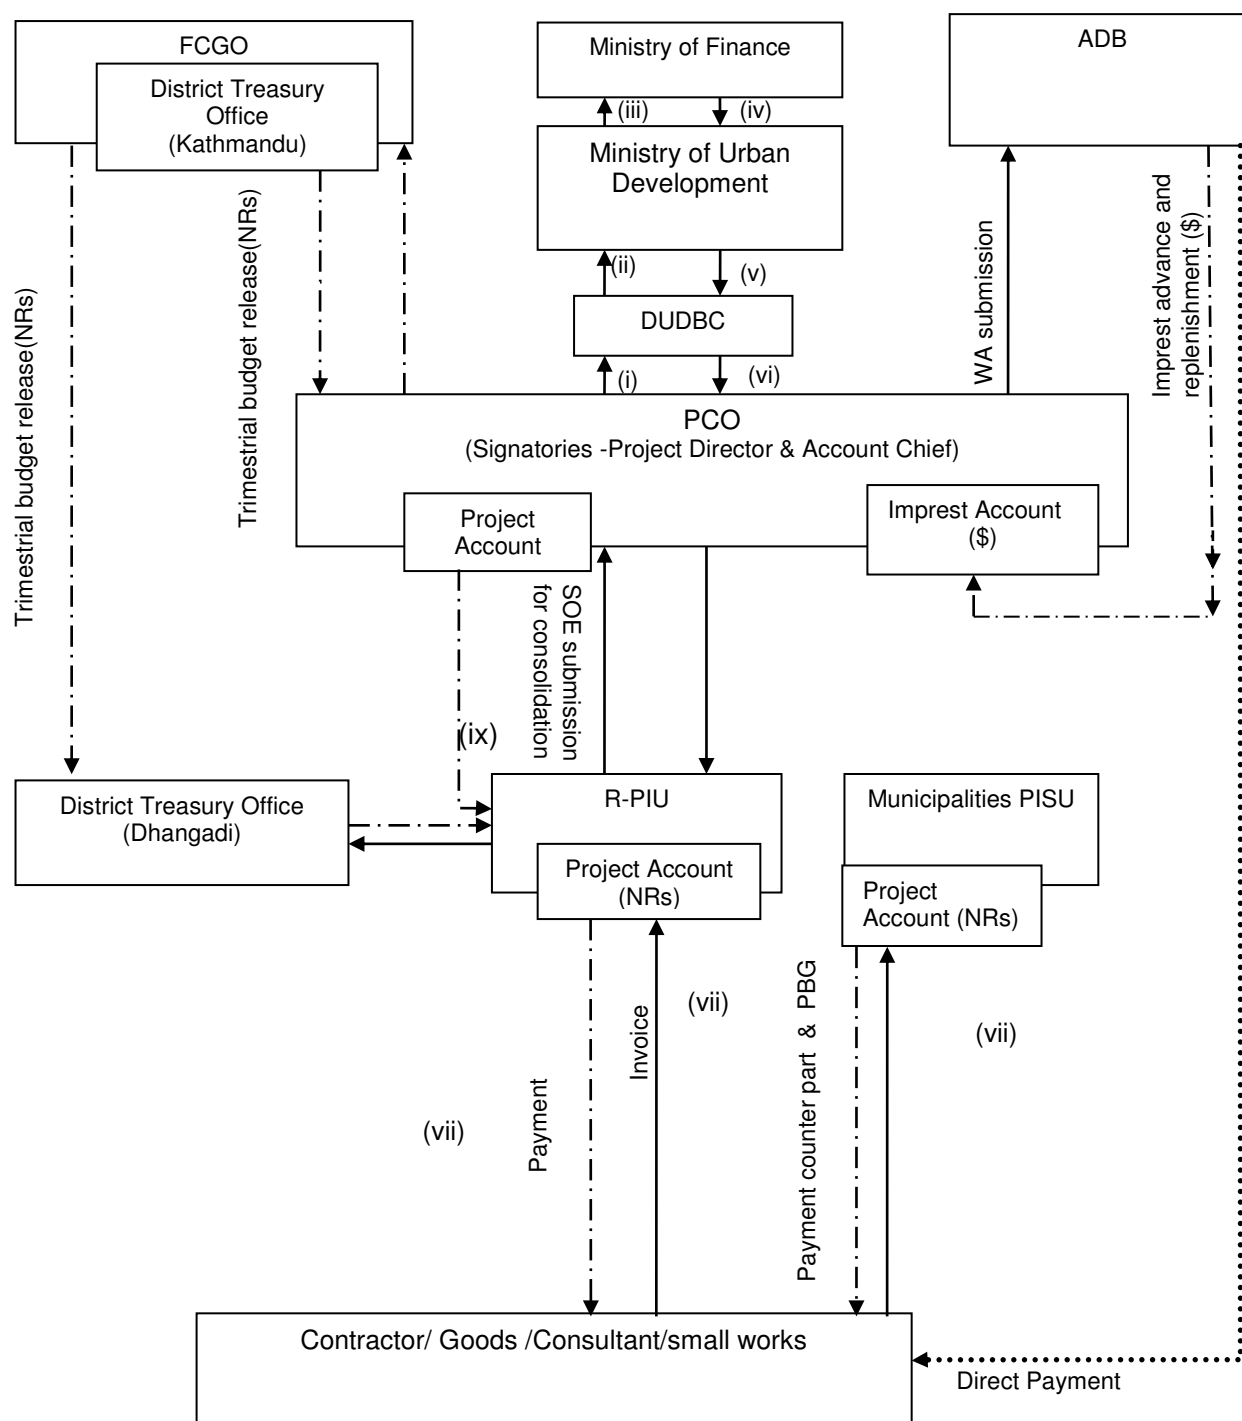 FCGO
District Treasury
Office
(Kathmandu)
Ministry of Finance
ADB
(iii)
(iv)
Ministry of Urban
Development
(ii)
(v)
DUDBC
(i)
(vi)
Trimestrial budget release(NRs)
Trimestrial budget release(NRs)
WA submission
Imprest advance and
replenishment ($)
PCO
(Signatories -Project Director & Account Chief)
Project
Account
Imprest Account
($)
SOE submission
for consolidation
(ix)
District Treasury Office
(Dhangadi)
R-PIU
Project Account
(NRs)
Municipalities PISU
Project
Account (NRs)
(vii)
Payment
Invoice
(vii)
Payment counter part & PBG
(vii)
Contractor/ Goods /Consultant/small works
Direct Payment